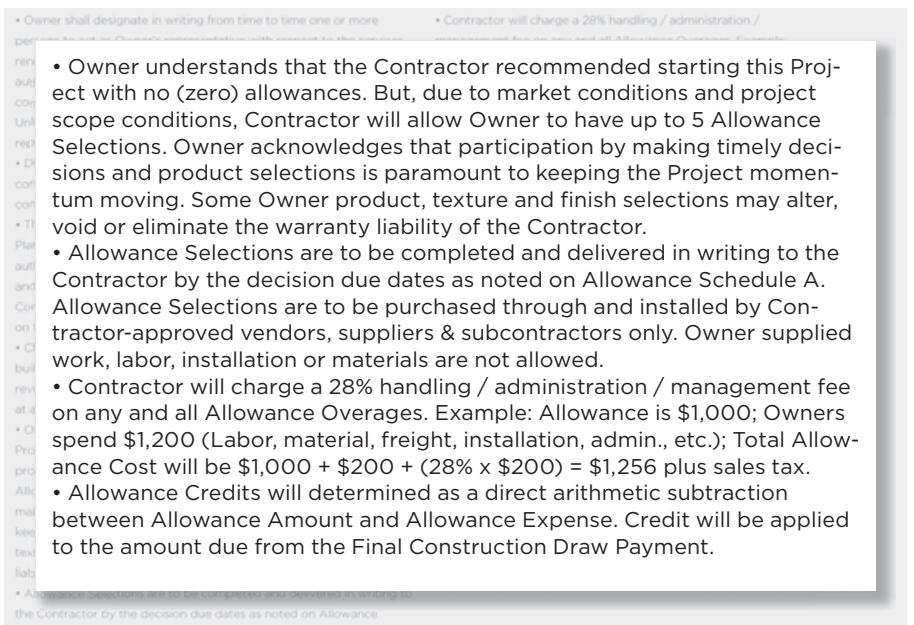 • Owner shall designate in writing from time to time one or more
• Contractor will charge a 28% handling / administration /
• Owner understands that the Contractor recommended starting this Proj-
ect with no (zero) allowances. But, due to market conditions and project
scope conditions, Contractor will allow Owner to have up to 5 Allowance
Selections. Owner acknowledges that participation by making timely deci-
sions and product selections is paramount to keeping the Project momen-
tum moving. Some Owner product, texture and finish selections may alter,
void or eliminate the warranty liability of the Contractor.
• Allowance Selections are to be completed and delivered in writing to the
Contractor by the decision due dates as noted on Allowance Schedule A.
Allowance Selections are to be purchased through and installed by Con-
tractor-approved vendors, suppliers & subcontractors only. Owner supplied
work, labor, installation or materials are not allowed.
• Contractor will charge a 28% handling / administration / management fee
on any and all Allowance Overages. Example: Allowance is $1,000; Owners
spend $1,200 (Labor, material, freight, installation, admin., etc.); Total Allow-
ance Cost will be $1,000 + $200 + (28% x $200) = $1,256 plus sales tax.
• Allowance Credits will determined as a direct arithmetic subtraction
between Allowance Amount and Allowance Expense. Credit will be applied
to the amount due from the Final Construction Draw Payment.
• Allowance Selections are to be completed and delivered in writing to
the Contractor by the decision due dates as noted on Allowance